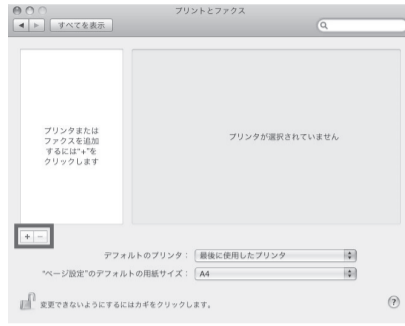 プリントとファクス
すべてを表示
プリンタまたは
ファクスを追加
するには"+"を
クリックします
プリンタが選択されていません
+ −
デフォルトのプリンタ： 最後に使用したプリンタ
"ページ設定"のデフォルトの用紙サイズ： A4
変更できないようにするにはカギをクリックします。
?